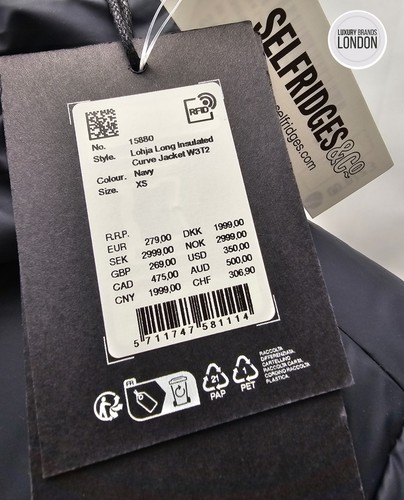 LUXURY BRANDS
LONDON
SELFRIDGES&Co
selfridges.com
RFID
No. 15880
Style. Lohja Long Insulated
Curve Jacket W3T2
Colour. Navy
Size. XS
R.R.P.
EUR 279,00 DKK 1999,00
SEK 2999,00 NOK 2999,00
GBP 269,00 USD 350,00
CAD 475,00 AUD 500,00
CNY 1999,00 CHF 306,90
5 711747 581114
FR
21
PAP
1
PET
RACCOLTA
DIFFERENZIATA.
CARTELLINO
RACCOLTA CARTA.
CORDINO RACCOLTA
PLASTICA.